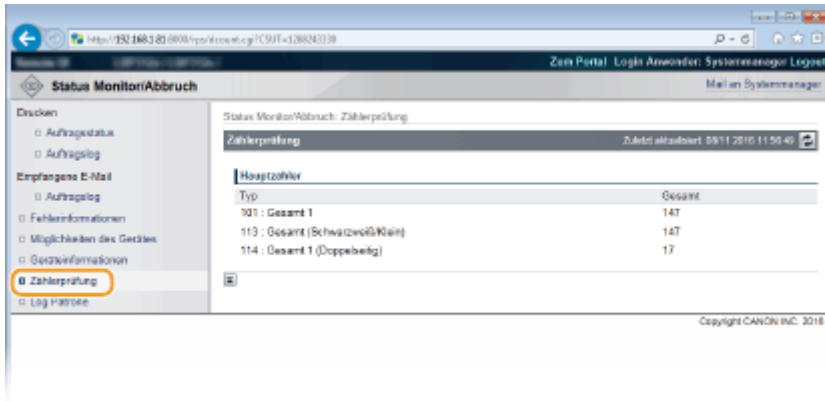 http://192.168.1.81:8000/rps/dcount.cgi?CSUT=1288243330
Zum Portal Login Anwender: Systemmanager Logout
Status Monitor/Abbruch
Mail an Systemmanager
Drucken
Auftragsstatus
Auftragslog
Empfangene E-Mail
Auftragslog
Fehlerinformationen
Möglichkeiten des Gerätes
Geräteinformationen
Zählerprüfung
Log Patrone
Status Monitor/Abbruch: Zählerprüfung
Zählerprüfung
Zuletzt aktualisiert: 08/11 2016 11:56:49
Hauptzähler
Typ Gesamt
101 : Gesamt 1 147
113 : Gesamt (Schwarzweiß/Klein) 147
114 : Gesamt 1 (Doppelseitig) 17
Copyright CANON INC. 2016